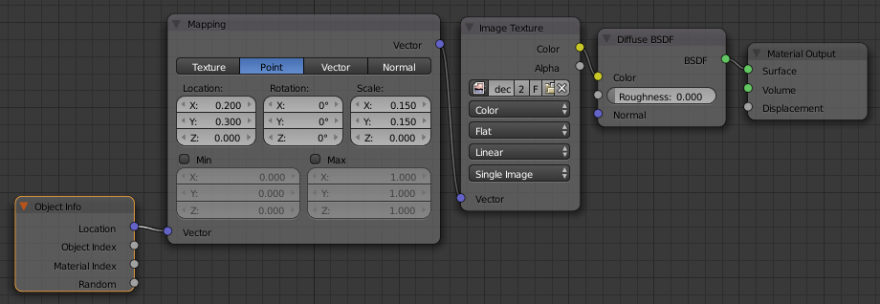 Mapping
Vector
Texture Point Vector Normal
Location: Rotation: Scale:
X: 0.200 X: 0° X: 0.150
Y: 0.300 Y: 0° Y: 0.150
Z: 0.000 Z: 0° Z: 0.000
Min Max
X: 0.000 X: 1.000
Y: 0.000 Y: 1.000
Z: 0.000 Z: 1.000
Vector
Object Info
Location
Object Index
Material Index
Random
Image Texture
Color
Alpha
dec 2 F
Color
Flat
Linear
Single Image
Vector
Diffuse BSDF
BSDF
Color
Roughness: 0.000
Normal
Material Output
Surface
Volume
Displacement